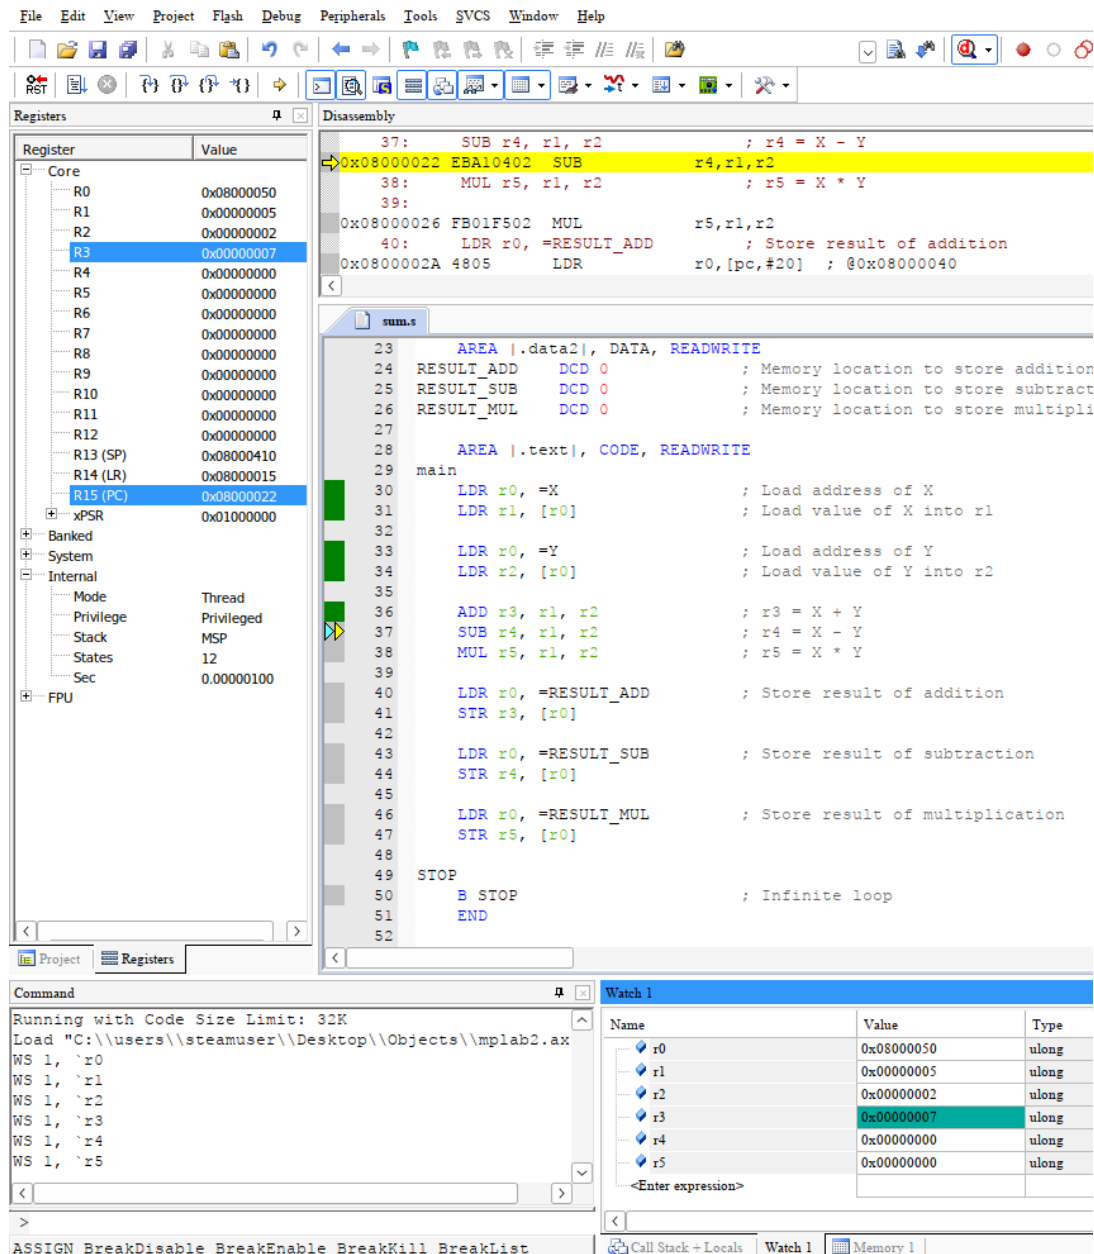 File Edit View Project Flash Debug Peripherals Tools SVCS Window Help
RST
Registers
Register Value
Core
R0 0x08000050
R1 0x00000005
R2 0x00000002
R3 0x00000007
R4 0x00000000
R5 0x00000000
R6 0x00000000
R7 0x00000000
R8 0x00000000
R9 0x00000000
R10 0x00000000
R11 0x00000000
R12 0x00000000
R13 (SP) 0x08000410
R14 (LR) 0x08000015
R15 (PC) 0x08000022
xPSR 0x01000000
Banked
System
Internal
Mode Thread
Privilege Privileged
Stack MSP
States 12
Sec 0.00000100
FPU
Project Registers
Disassembly
37: SUB r4, r1, r2 ; r4 = X - Y
0x08000022 EBA10402 SUB r4,r1,r2
38: MUL r5, r1, r2 ; r5 = X * Y
39:
0x08000026 FB01F502 MUL r5,r1,r2
40: LDR r0, =RESULT_ADD ; Store result of addition
0x0800002A 4805 LDR r0,[pc,#20] ; @0x08000040
sum.s
23 AREA |.data2|, DATA, READWRITE
24 RESULT_ADD DCD 0 ; Memory location to store addition
25 RESULT_SUB DCD 0 ; Memory location to store subtract
26 RESULT_MUL DCD 0 ; Memory location to store multipli
27
28 AREA |.text|, CODE, READWRITE
29 main
30 LDR r0, =X ; Load address of X
31 LDR r1, [r0] ; Load value of X into r1
32
33 LDR r0, =Y ; Load address of Y
34 LDR r2, [r0] ; Load value of Y into r2
35
36 ADD r3, r1, r2 ; r3 = X + Y
37 SUB r4, r1, r2 ; r4 = X - Y
38 MUL r5, r1, r2 ; r5 = X * Y
39
40 LDR r0, =RESULT_ADD ; Store result of addition
41 STR r3, [r0]
42
43 LDR r0, =RESULT_SUB ; Store result of subtraction
44 STR r4, [r0]
45
46 LDR r0, =RESULT_MUL ; Store result of multiplication
47 STR r5, [r0]
48
49 STOP
50 B STOP ; Infinite loop
51 END
52
Command
Running with Code Size Limit: 32K
Load "C:\\users\\steamuser\\Desktop\\Objects\\mplab2.ax
WS 1, `r0
WS 1, `r1
WS 1, `r2
WS 1, `r3
WS 1, `r4
WS 1, `r5
>
ASSIGN BreakDisable BreakEnable BreakKill BreakList
Watch 1
Name Value Type
r0 0x08000050 ulong
r1 0x00000005 ulong
r2 0x00000002 ulong
r3 0x00000007 ulong
r4 0x00000000 ulong
r5 0x00000000 ulong
<Enter expression>
Call Stack + Locals Watch 1 Memory 1